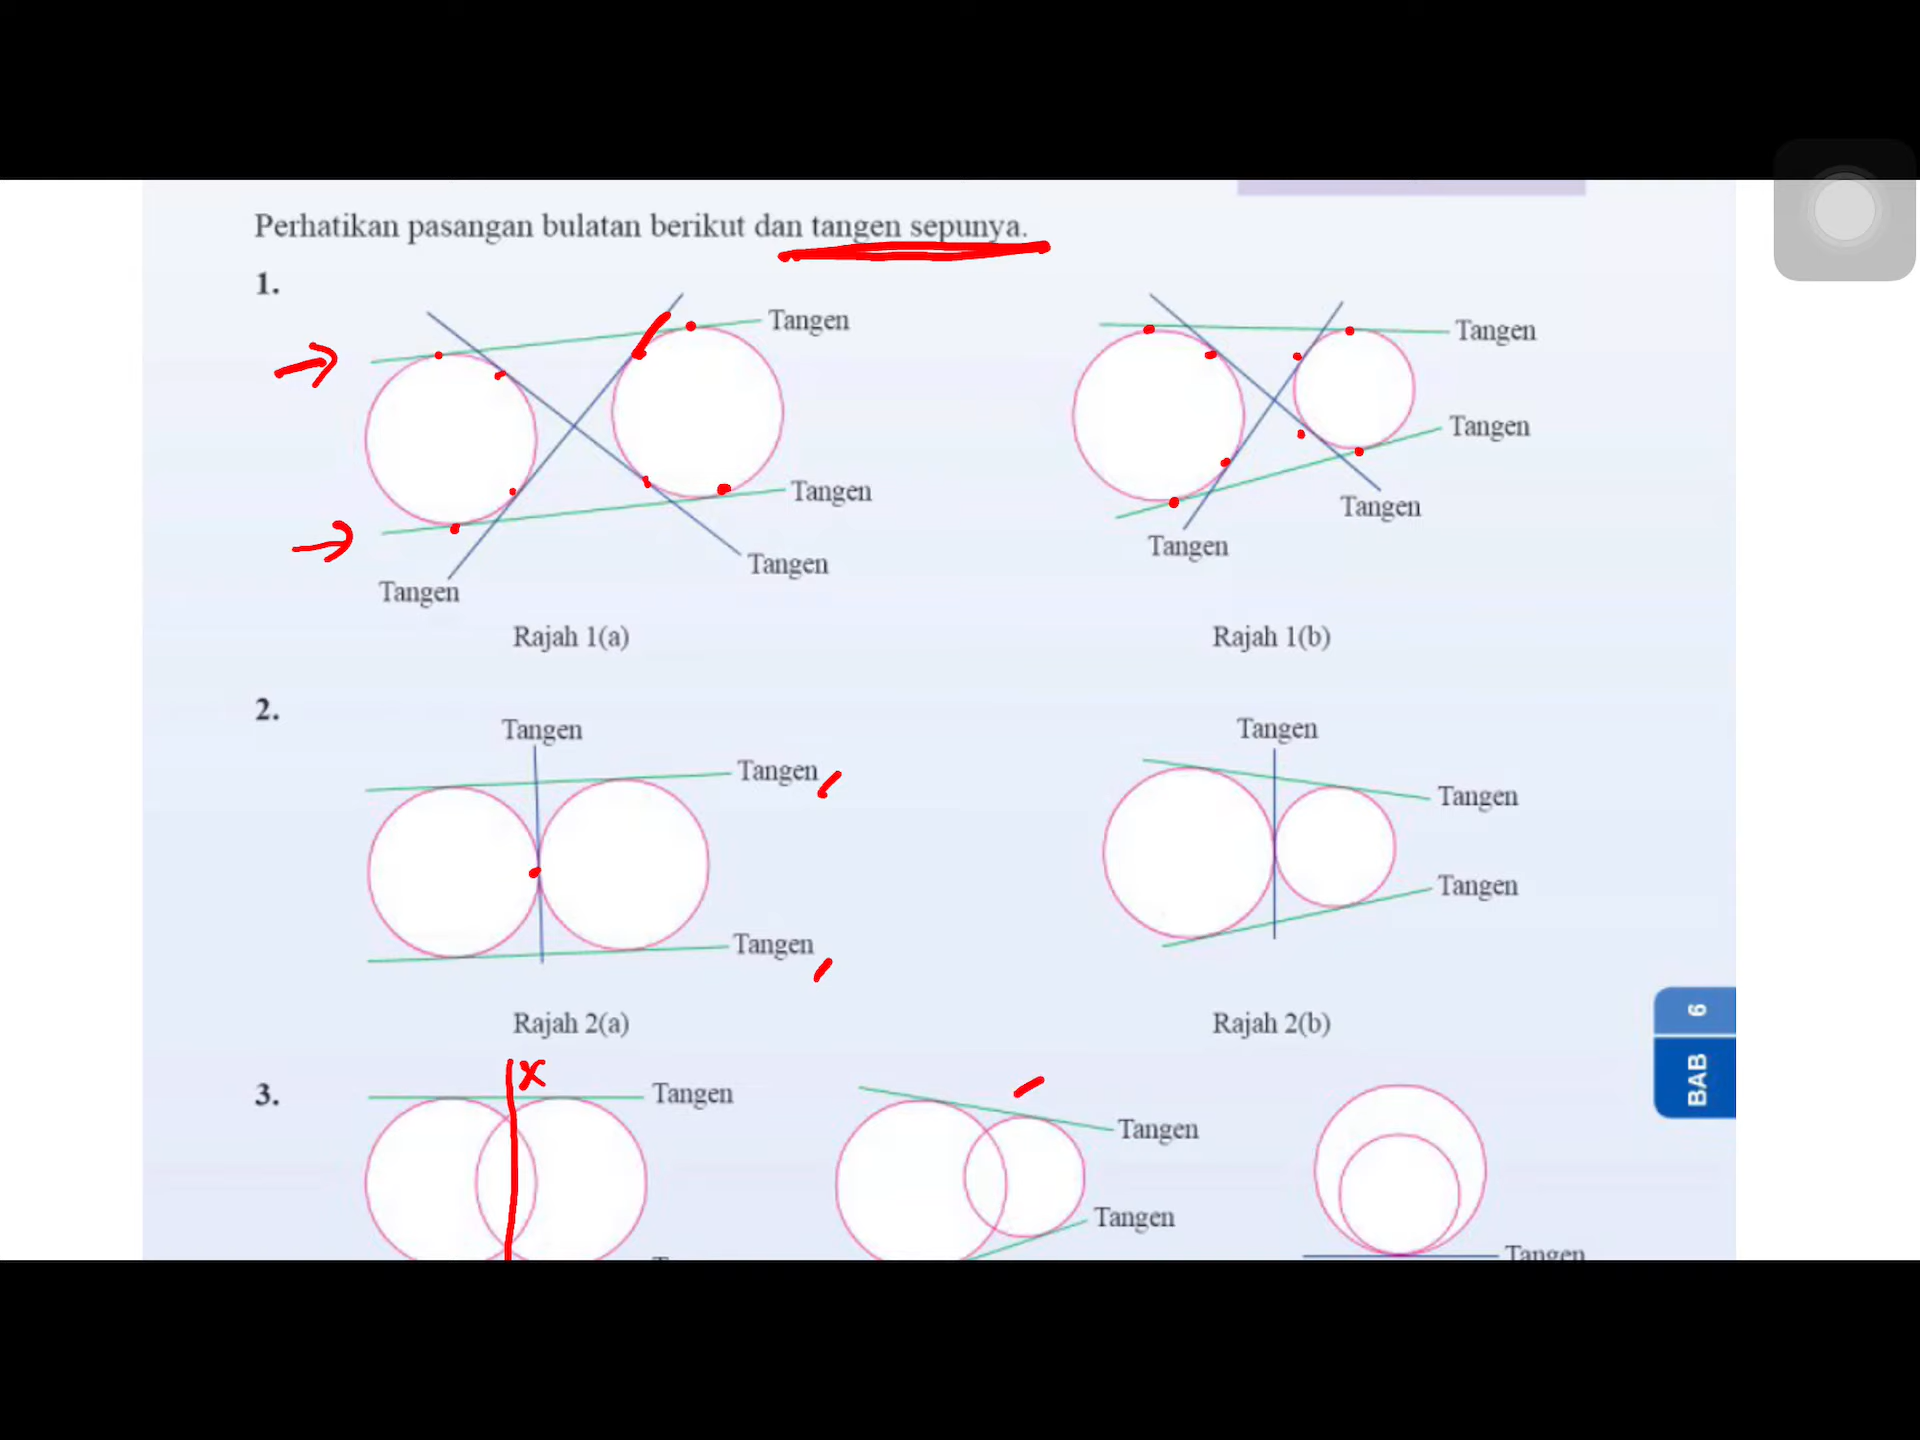 Perhatikan pasangan bulatan berikut dan tangen sepunya.
1.
Tangen
Tangen
Tangen
Tangen
Rajah 1(a)
Tangen
Tangen
Tangen
Tangen
Rajah 1(b)
2.
Tangen
Tangen
Tangen
Rajah 2(a)
Tangen
Tangen
Tangen
Rajah 2(b)
BAB 6
3.
x
Tangen
Tangen
Tangen
Tangen